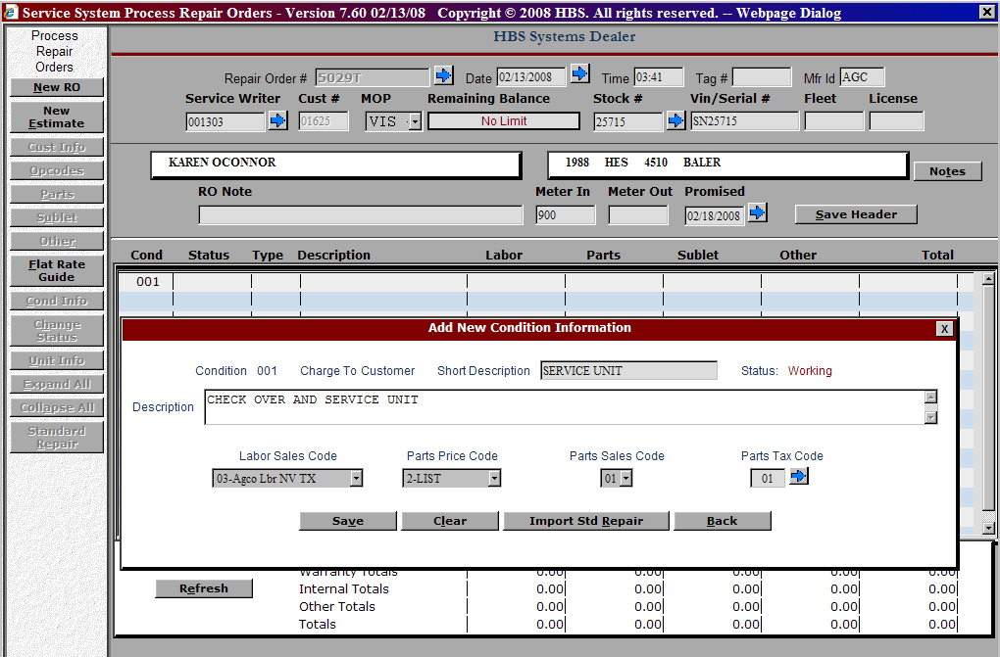 Service System Process Repair Orders - Version 7.60 02/13/08 Copyright © 2008 HBS. All rights reserved. -- Webpage Dialog X
Process
Repair
Orders
New RO
New
Estimate
Cust Info
Opcodes
Parts
Sublet
Other
Flat Rate
Guide
Cond Info
Change
Status
Unit Info
Expand All
Collapse All
Standard
Repair
HBS Systems Dealer
Repair Order # 5029T Date 02/13/2008 Time 03:41 Tag # Mfr Id AGC
Service Writer Cust # MOP Remaining Balance Stock # Vin/Serial # Fleet License
001303 01625 VIS No Limit 25715 SN25715
KAREN OCONNOR 1988 HES 4510 BALER Notes
RO Note Meter In Meter Out Promised
900 02/18/2008 Save Header
Cond Status Type Description Labor Parts Sublet Other Total
001
Add New Condition Information X
Condition 001 Charge To Customer Short Description SERVICE UNIT Status: Working
Description CHECK OVER AND SERVICE UNIT
Labor Sales Code Parts Price Code Parts Sales Code Parts Tax Code
03-Agco Lbr NV TX 2-LIST 01 01
Save Clear Import Std Repair Back
Warranty Totals 0.00 0.00 0.00 0.00 0.00
Refresh Internal Totals 0.00 0.00 0.00 0.00 0.00
Other Totals 0.00 0.00 0.00 0.00 0.00
Totals 0.00 0.00 0.00 0.00 0.00